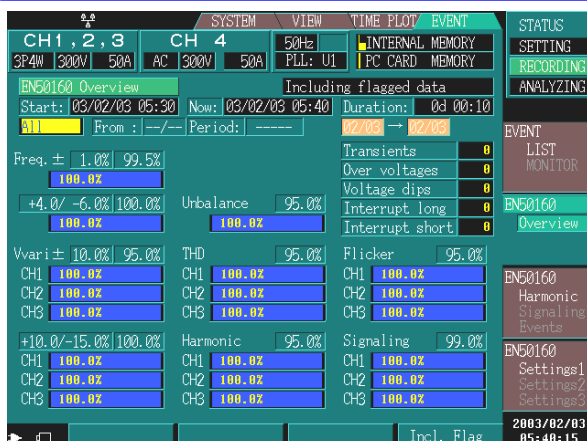 SYSTEM VIEW TIME PLOT EVENT STATUS
CH1,2,3 CH 4 50Hz INTERNAL MEMORY SETTING
3P4W 300V 50A AC 300V 50A PLL: U1 PC CARD MEMORY RECORDING
ANALYZING
EN50160 Overview Including flagged data
Start: 03/02/03 05:30 Now: 03/02/03 05:40 Duration: 0d 00:10
All From : --/-- Period: ----- 02/03 → 02/03
EVENT
LIST
MONITOR
Freq.± 1.0% 99.5%
100.0%
Transients 0
Over voltages 0
Voltage dips 0
Interrupt long 0
Interrupt short 0
+4.0/ -6.0% 100.0% Unbalance 95.0%
100.0% 100.0%
EN50160
Overview
Vvari± 10.0% 95.0% THD 95.0% Flicker 95.0%
CH1 100.0% CH1 100.0% CH1 100.0%
CH2 100.0% CH2 100.0% CH2 100.0%
CH3 100.0% CH3 100.0% CH3 100.0%
EN50160
Harmonic
Signaling
Events
+10.0/-15.0% 100.0% Harmonic 95.0% Signaling 99.0%
CH1 100.0% CH1 100.0% CH1 100.0%
CH2 100.0% CH2 100.0% CH2 100.0%
CH3 100.0% CH3 100.0% CH3 100.0%
EN50160
Settings1
Settings2
Settings3
Incl. Flag
2003/02/03
05:40:15